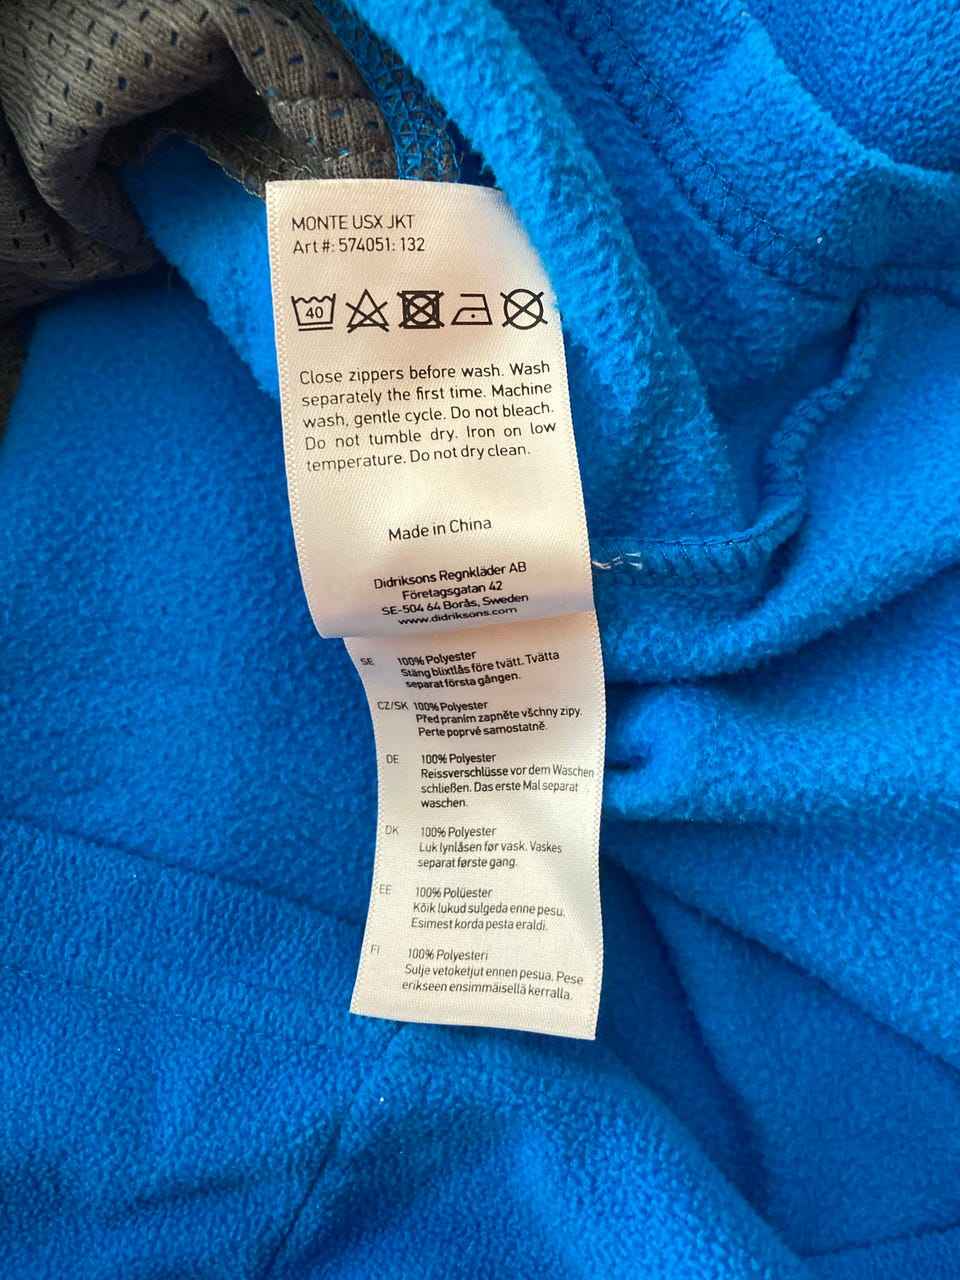 MONTE USX JKT
Art #: 574051: 132
40
Close zippers before wash. Wash
separately the first time. Machine
wash, gentle cycle. Do not bleach.
Do not tumble dry. Iron on low
temperature. Do not dry clean.
Made in China
Didriksons Regnkläder AB
Företagsgatan 42
SE-504 64 Borås, Sweden
www.didriksons.com
SE 100% Polyester
Stäng blixtlås före tvätt. Tvätta
separat första gången.
CZ/SK 100% Polyester
Před praním zapněte všchny zipy.
Perte poprvé samostatně.
DE 100% Polyester
Reissverschlüsse vor dem Waschen
schließen. Das erste Mal separat
waschen.
DK 100% Polyester
Luk lynlåsen før vask. Vaskes
separat første gang.
EE 100% Polüester
Kõik lukud sulgeda enne pesu.
Esimest korda pesta eraldi.
FI 100% Polyesteri
Sulje vetoketjut ennen pesua. Pese
erikseen ensimmäisellä kerralla.